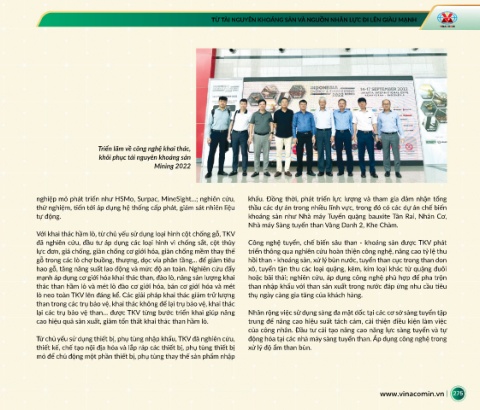 TỪ TÀI NGUYÊN KHOÁNG SẢN VÀ NGUỒN NHÂN LỰC ĐI LÊN GIÀU MẠNH
INDONESIA
14-17 SEPTEMBER 2022
Triển lãm về công nghệ khai thác,
khôi phục tài nguyên khoáng sản
Mining 2022
nghiệp mỏ phát triển như HSMo, Surpac, MineSight...; nghiên cứu,
thử nghiệm, tiến tới áp dụng hệ thống cấp phát, giám sát nhiên liệu
tự động.
Với khai thác hầm lò, từ chủ yếu sử dụng loại hình cột chống gỗ, TKV
đã nghiên cứu, đầu tư áp dụng các loại hình vì chống sắt, cột thủy
lực đơn, giá chống, giàn chống cơ giới hóa, giàn chống mềm thay thế
gỗ trong các lò chợ buồng, thượng, dọc vỉa phân tầng... để giảm tiêu
hao gỗ, tăng năng suất lao động và mức độ an toàn. Nghiên cứu đẩy
mạnh áp dụng cơ giới hóa khai thác than, đào lò, nâng sản lượng khai
thác than hầm lò và mét lò đào cơ giới hóa, bán cơ giới hóa và mét
lò neo toàn TKV lên đáng kể. Các giải pháp khai thác giảm trữ lượng
than trong các trụ bảo vệ, khai thác không để lại trụ bảo vệ, khai thác
lại các trụ bảo vệ than... được TKV từng bước triển khai giúp nâng
cao hiệu quả sản xuất, giảm tổn thất khai thác than hầm lò.
Từ chủ yếu sử dụng thiết bị, phụ tùng nhập khẩu, TKV đã nghiên cứu,
thiết kế, chế tạo nội địa hóa và lắp ráp các thiết bị, phụ tùng thiết bị
mỏ để chủ động một phần thiết bị, phụ tùng thay thế sản phẩm nhập
khẩu. Đồng thời, phát triển lực lượng và tham gia đảm nhận tổng
thầu các dự án trong nhiều lĩnh vực, trong đó có các dự án chế biến
khoáng sản như Nhà máy Tuyển quặng bauxite Tân Rai, Nhân Cơ,
Nhà máy Sàng tuyển than Vàng Danh 2, Khe Chàm.
Công nghệ tuyển, chế biến sâu than - khoáng sản được TKV phát
triển thông qua nghiên cứu hoàn thiện công nghệ, nâng cao tỷ lệ thu
hồi than - khoáng sản, xử lý bùn nước, tuyển than cục trong than don
xô, tuyển tận thu các loại quặng, kẽm, kim loại khác từ quặng đuôi
hoặc bãi thải; nghiên cứu, áp dụng công nghệ phù hợp để pha trộn
than nhập khẩu với than sản xuất trong nước đáp ứng nhu cầu tiêu
thụ ngày càng gia tăng của khách hàng.
Nhân rộng việc sử dụng sàng đa mặt dốc tại các cơ sở sàng tuyển tập
trung để nâng cao hiệu suất tách cám, cải thiện điều kiện làm việc
của công nhân. Đầu tư cải tạo nâng cao năng lực sàng tuyển và tự
động hóa tại các nhà máy sàng tuyển than. Áp dụng công nghệ trong
xử lý độ ẩm than bùn.
www.vinacomin.vn | 275